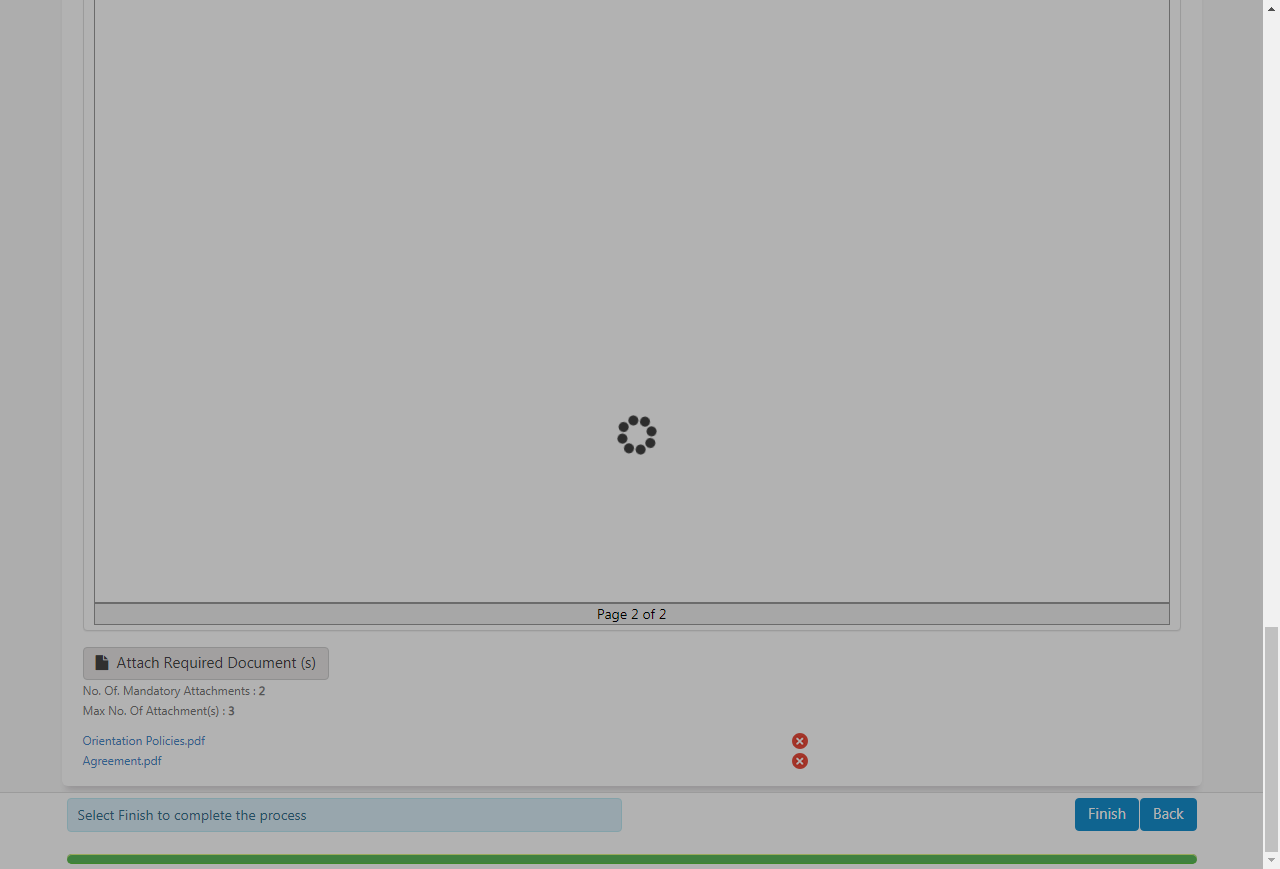 Page 2 of 2
Attach Required Document (s)
No. Of. Mandatory Attachments : 2
Max No. Of Attachment(s) : 3
Orientation Policies.pdf
Agreement.pdf
Select Finish to complete the process
Finish
Back